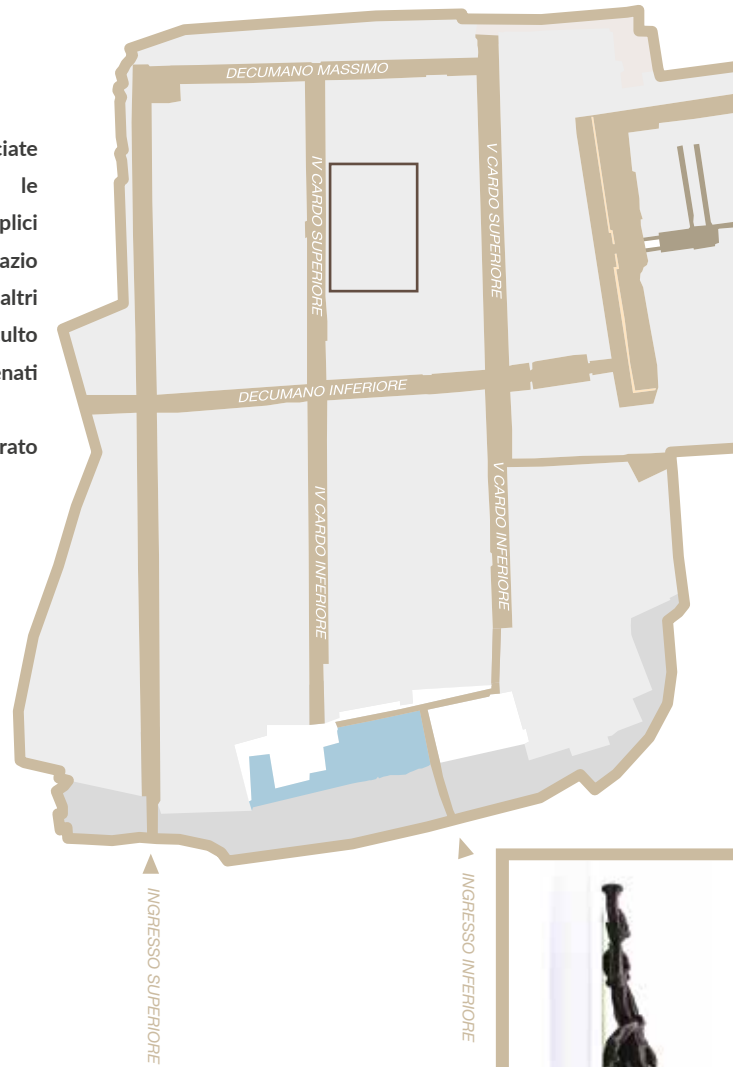 ciate
le
plici
azio
altri
ulto
enati
rato
DECUMANO MASSIMO
IV CARDO SUPERIORE
V CARDO SUPERIORE
DECUMANO INFERIORE
IV CARDO INFERIORE
V CARDO INFERIORE
INGRESSO SUPERIORE
INGRESSO INFERIORE